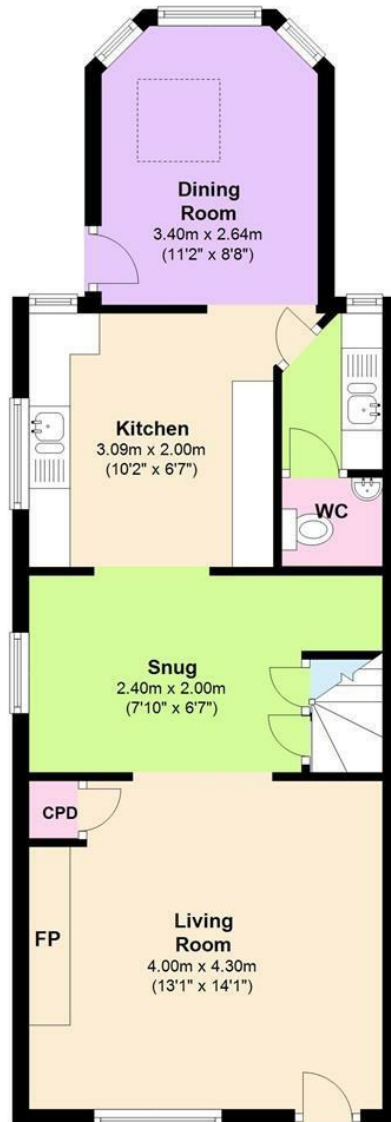 Dining
Room
3.40m x 2.64m
(11'2" x 8'8")
Kitchen
3.09m x 2.00m
(10'2" x 6'7")
WC
Snug
2.40m x 2.00m
(7'10" x 6'7")
CPD
FP
Living
Room
4.00m x 4.30m
(13'1" x 14'1")